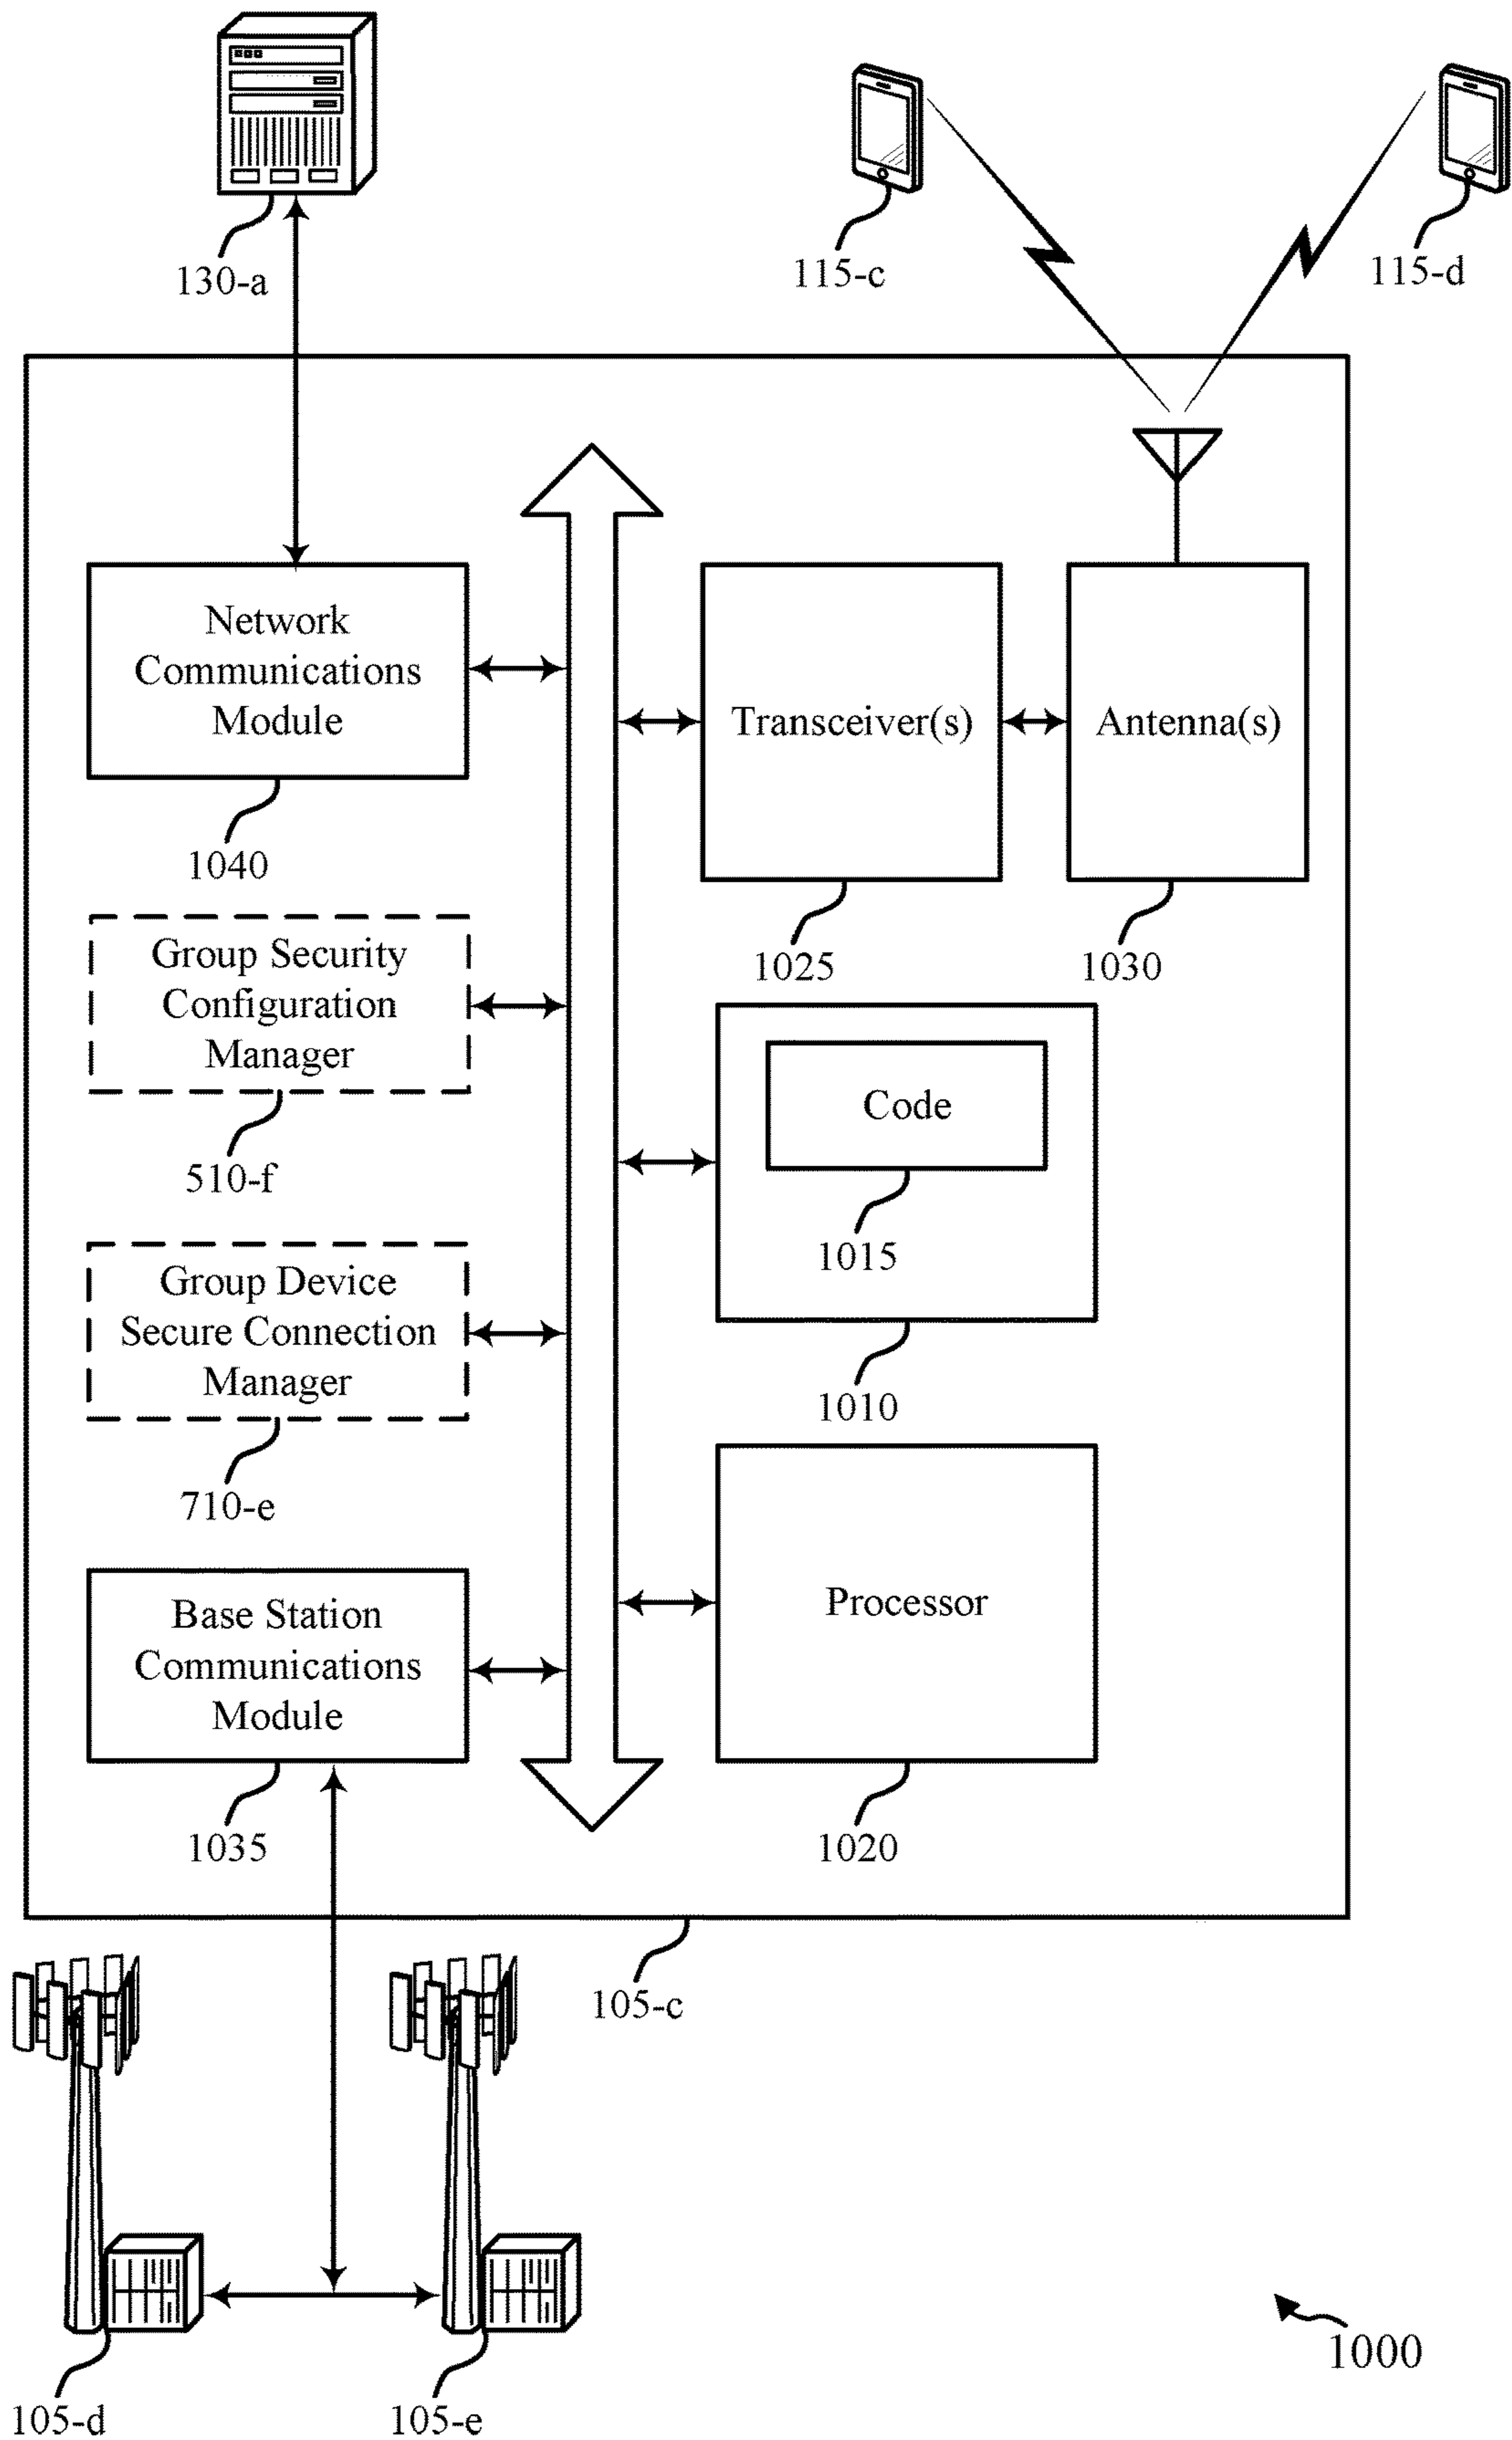 130-a
115-c
115-d
Network
Communications
Module
1040
Transceiver(s)
1025
Antenna(s)
1030
Group Security
Configuration
Manager
510-f
Code
1015
1010
Group Device
Secure Connection
Manager
710-e
Base Station
Communications
Module
1035
Processor
1020
105-c
105-d
105-e
1000